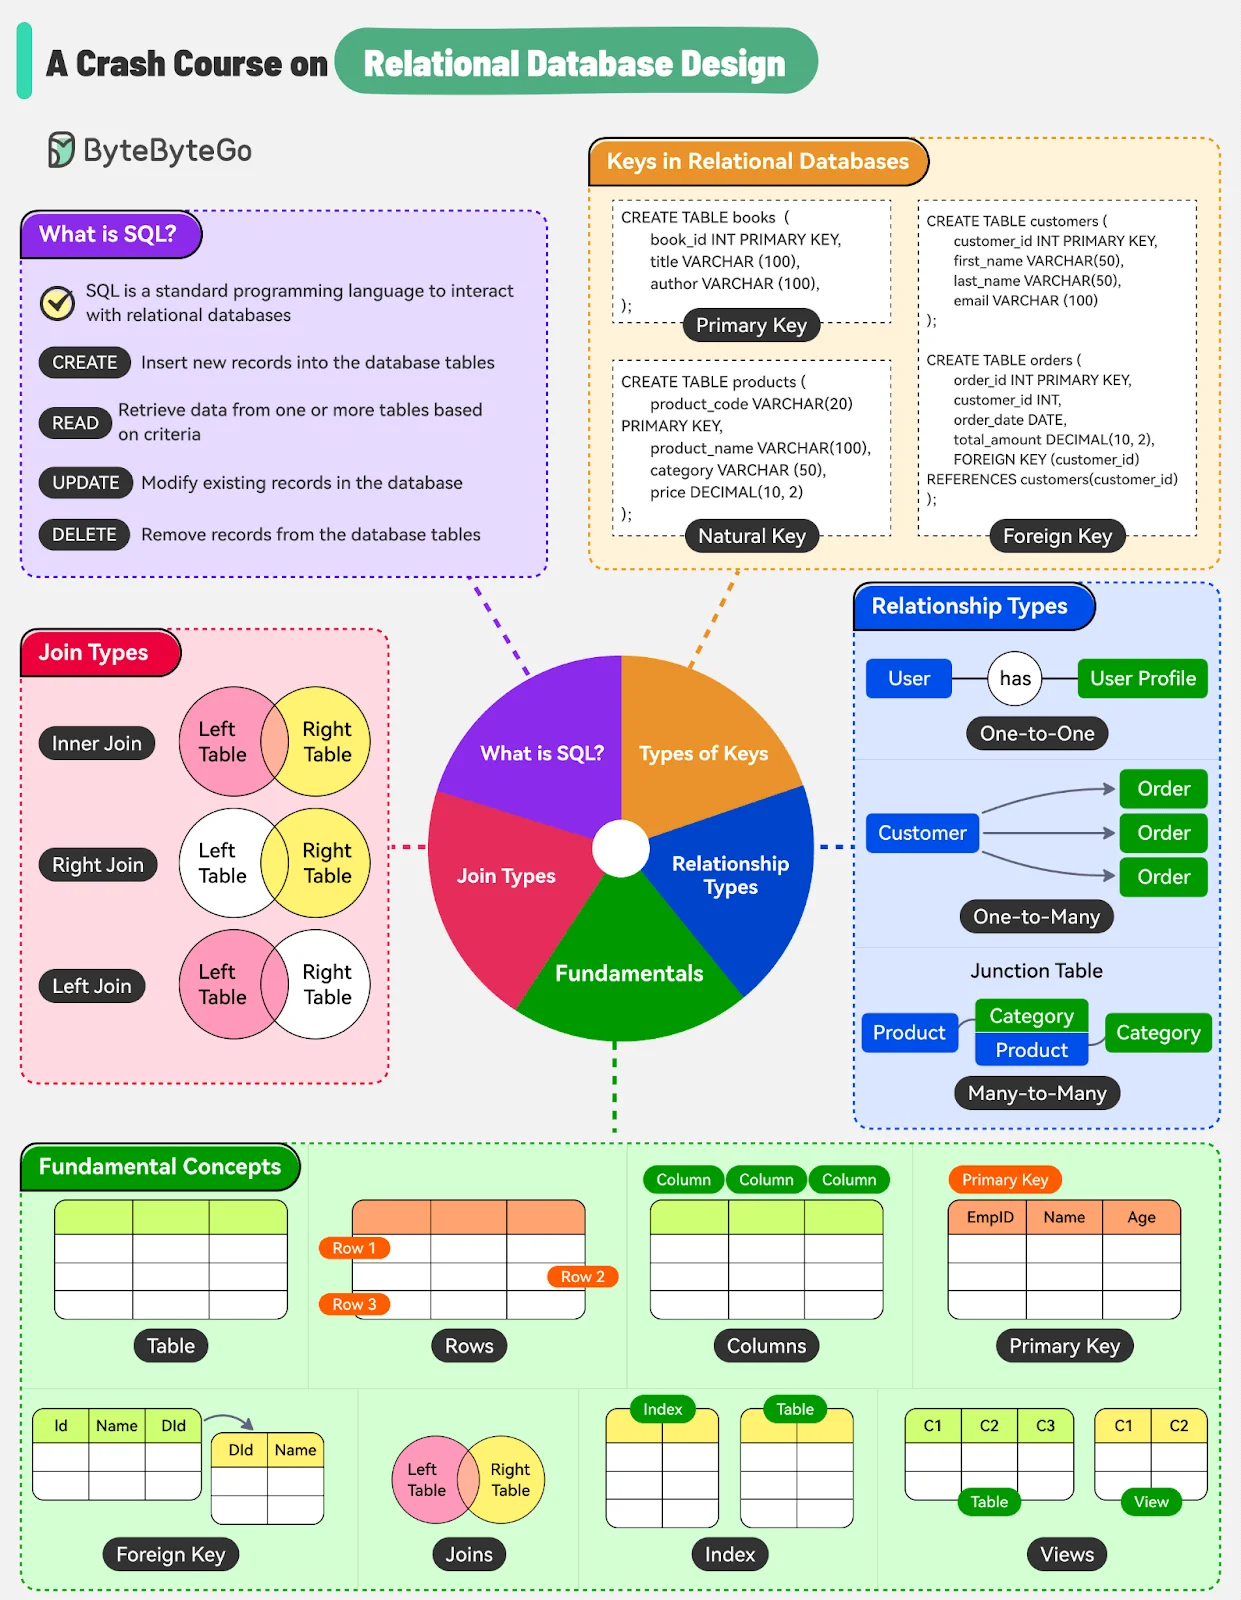 A Crash Course on Relational Database Design
ByteByteGo
What is SQL?
SQL is a standard programming language to interact
with relational databases
CREATE Insert new records into the database tables
READ Retrieve data from one or more tables based
on criteria
UPDATE Modify existing records in the database
DELETE Remove records from the database tables
Keys in Relational Databases
CREATE TABLE books (
book_id INT PRIMARY KEY,
title VARCHAR (100),
author VARCHAR (100),
);
Primary Key
CREATE TABLE products (
product_code VARCHAR(20)
PRIMARY KEY,
product_name VARCHAR(100),
category VARCHAR (50),
price DECIMAL(10, 2)
);
Natural Key
CREATE TABLE customers (
customer_id INT PRIMARY KEY,
first_name VARCHAR(50),
last_name VARCHAR(50),
email VARCHAR (100)
);
CREATE TABLE orders (
order_id INT PRIMARY KEY,
customer_id INT,
order_date DATE,
total_amount DECIMAL(10, 2),
FOREIGN KEY (customer_id)
REFERENCES customers(customer_id)
);
Foreign Key
Join Types
Inner Join
Left
Table
Right
Table
Right Join
Left
Table
Right
Table
Left Join
Left
Table
Right
Table
What is SQL?
Types of Keys
Join Types
Relationship
Types
Fundamentals
Relationship Types
User has User Profile
One-to-One
Customer
Order
Order
Order
One-to-Many
Junction Table
Product
Category
Product
Category
Many-to-Many
Fundamental Concepts
Table
Row 1
Row 2
Row 3
Rows
Column Column Column
Columns
Primary Key
EmpID Name Age
Primary Key
Id Name DId
DId Name
Foreign Key
Left
Table
Right
Table
Joins
Index
Table
Index
C1 C2 C3
Table
C1 C2
View
Views